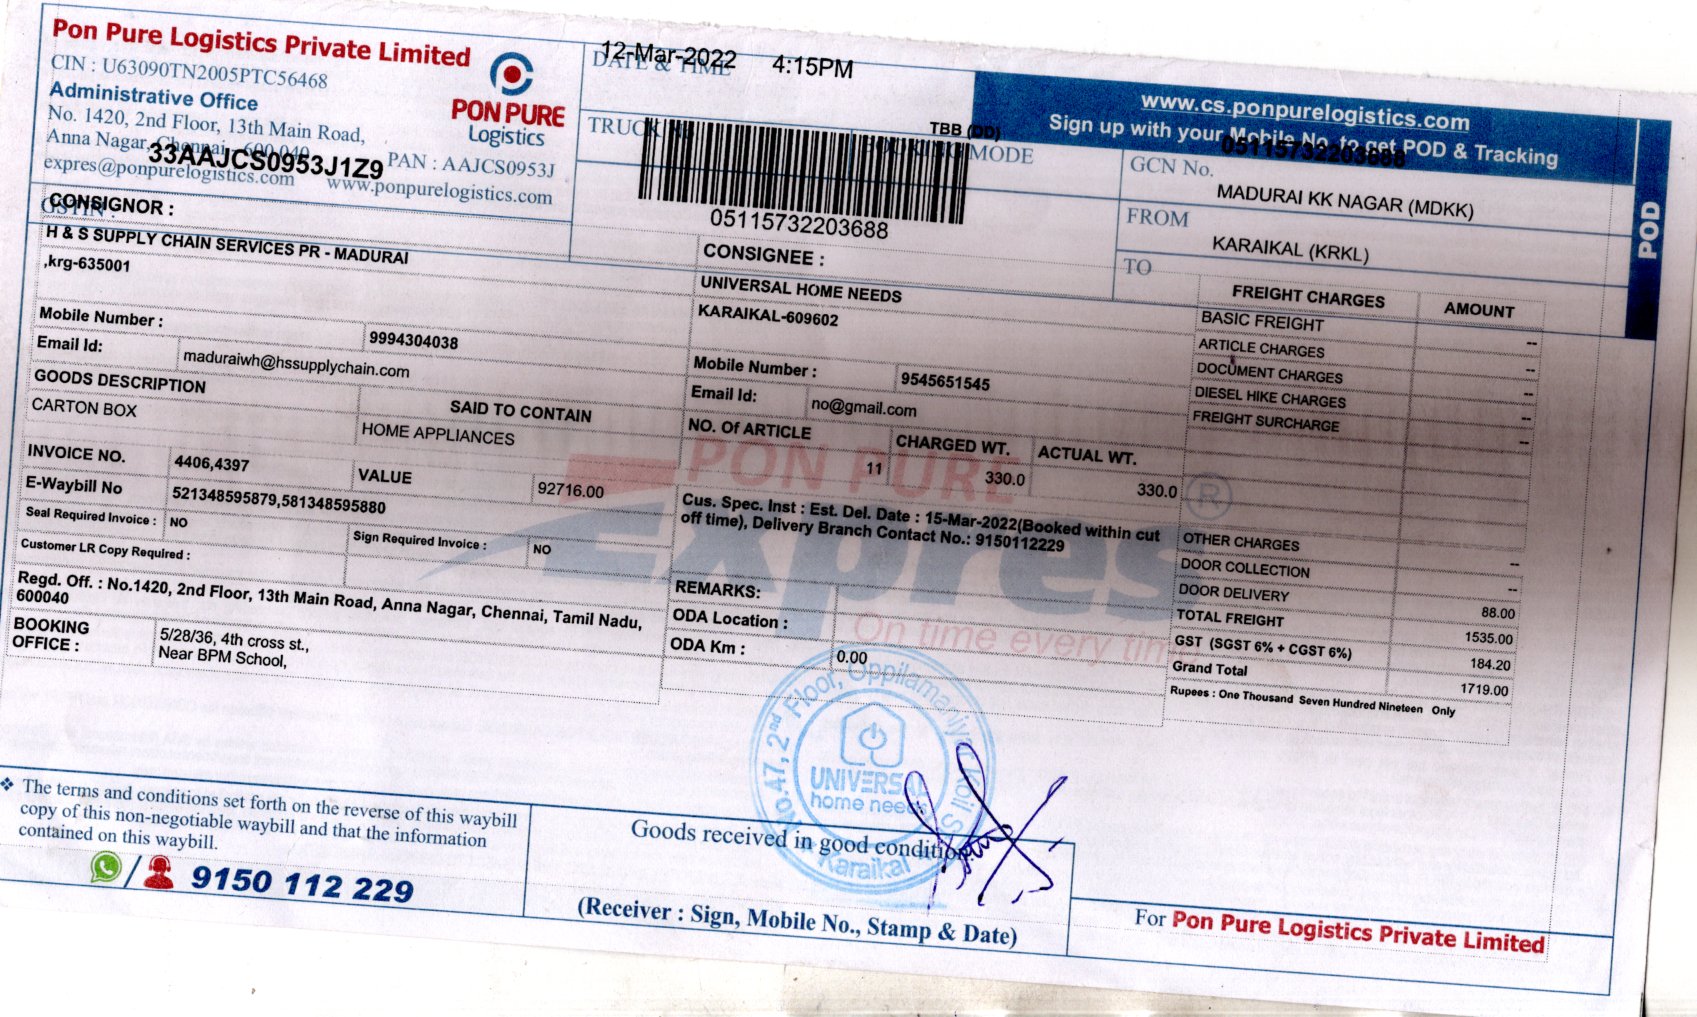 Pon Pure Logistics Private Limited
CIN : U63090TN2005PTC56468
Administrative Office
No. 1420, 2nd Floor, 13th Main Road,
Anna Nagar, Chennai - 600 040
33AAJCS0953J1Z9
PAN : AAJCS0953J
expres@ponpurelogistics.com www.ponpurelogistics.com
GSTIN :
PON PURE
Logistics
12-Mar-2022 4:15PM
DATE & TIME
TRUCK
TBB (DD)
BOOKING MODE
05115732203688
www.cs.ponpurelogistics.com
Sign up with your Mobile No. to get POD & Tracking
05115732203688
GCN No.
MADURAI KK NAGAR (MDKK)
FROM
KARAIKAL (KRKL)
TO
POD
CONSIGNOR :
H & S SUPPLY CHAIN SERVICES PR - MADURAI
,krg-635001
Mobile Number : 9994304038
Email Id: maduraiwh@hssupplychain.com
CONSIGNEE :
UNIVERSAL HOME NEEDS
KARAIKAL-609602
Mobile Number : 9545651545
Email Id: no@gmail.com
GOODS DESCRIPTION SAID TO CONTAIN
CARTON BOX HOME APPLIANCES
NO. Of ARTICLE CHARGED WT. ACTUAL WT.
11 330.0 330.0
INVOICE NO. 4406,4397 VALUE 92716.00
E-Waybill No 521348595879,581348595880
Seal Required Invoice : NO Sign Required Invoice : NO
Customer LR Copy Required :
Cus. Spec. Inst : Est. Del. Date : 15-Mar-2022(Booked within cut
off time), Delivery Branch Contact No.: 9150112229
Regd. Off. : No.1420, 2nd Floor, 13th Main Road, Anna Nagar, Chennai, Tamil Nadu,
600040
BOOKING
OFFICE :
5/28/36, 4th cross st.,
Near BPM School,
REMARKS:
ODA Location :
ODA Km : 0.00
FREIGHT CHARGES AMOUNT
BASIC FREIGHT --
ARTICLE CHARGES --
DOCUMENT CHARGES --
DIESEL HIKE CHARGES --
FREIGHT SURCHARGE --
OTHER CHARGES --
DOOR COLLECTION --
DOOR DELIVERY 88.00
TOTAL FREIGHT 1535.00
GST (SGST 6% + CGST 6%) 184.20
Grand Total 1719.00
Rupees : One Thousand Seven Hundred Nineteen Only
PON PURE
Expres ®
On time every time
No.47, 2nd Floor, Oppilamaniyar Koil S
Karaikal
UNIVERSAL
home needs
❖ The terms and conditions set forth on the reverse of this waybill
copy of this non-negotiable waybill and that the information
contained on this waybill.
/ 9150 112 229
Goods received in good condition
(Receiver : Sign, Mobile No., Stamp & Date)
For Pon Pure Logistics Private Limited